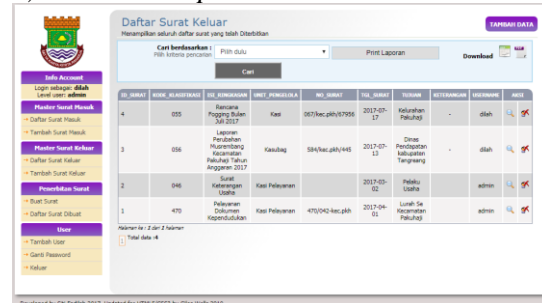 Daftar Surat Keluar
Menampilkan seluruh daftar surat yang telah Diterbitkan
TAMBAH DATA
Cari berdasarkan :
Pilih kriteria pencarian
Pilih dulu
Print Laporan
Download
Cari
Info Account
Login sebagai: dilah
Level user: admin
Master Surat Masuk
Daftar Surat Masuk
Tambah Surat Masuk
Master Surat Keluar
Daftar Surat Keluar
Tambah Surat Keluar
Penerbitan Surat
Buat Surat
Daftar Surat Dibuat
User
Tambah User
Ganti Password
Keluar
ID_SURAT KODE_KLASIFIKASI ISI_RINGKASAN UNIT_PENGELOLA NO_SURAT TGL_SURAT TUJUAN KETERANGAN USERNAME AKSI
4 055 Rencana Fogging Bulan Juli 2017 Kasi 067/kec.pkh/67956 2017-07-17 Kelurahan Pakuhaji - dilah
3 056 Laporan Perubahan Musrembang Kecamatan Pakuhaji Tahun Anggaran 2017 Kasubag 584/kec.pkh/445 2017-07-13 Dinas Pendapatan kabupaten Tangreang - dilah
2 046 Surat Keterangan Usaha Kasi Pelayanan 2017-03-02 Pelaku Usaha admin
1 470 Pelayanan Dokumen Kependudukan Kasi Pelayanan 470/042-kec.pkh 2017-04-01 Lurah Se Kecamatan Pakuhaji admin
Halaman ke : 1 dari 1 halaman
1 Total data :4